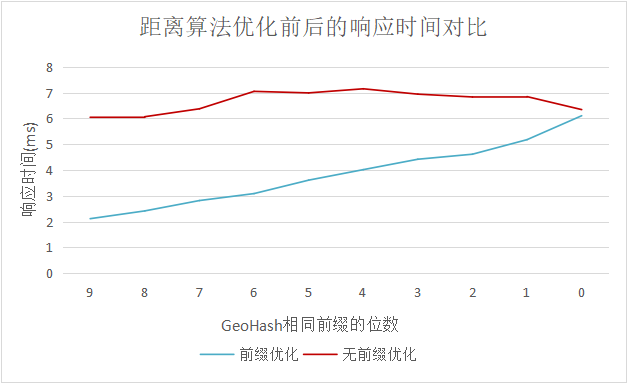 距离算法优化前后的响应时间对比
8
7
6
5
4
3
2
1
0
响应时间(ms)
9 8 7 6 5 4 3 2 1 0
GeoHash相同前缀的位数
前缀优化 无前缀优化